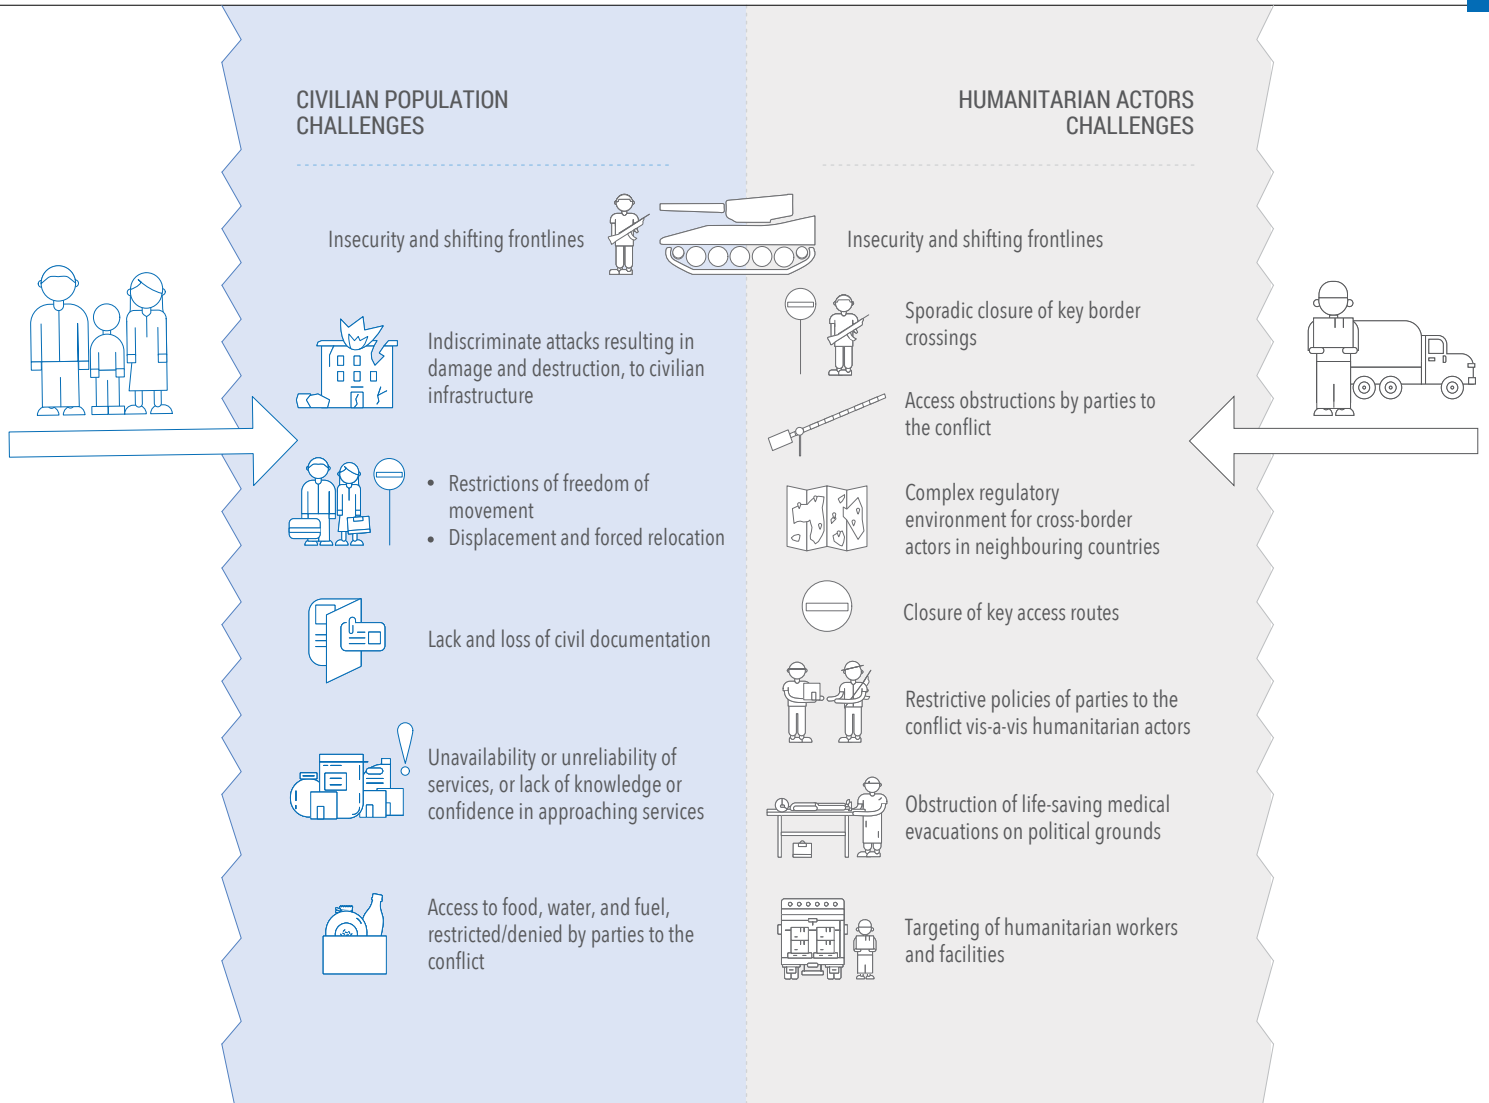 CIVILIAN POPULATION
CHALLENGES
Insecurity and shifting frontlines
Indiscriminate attacks resulting in
damage and destruction, to civilian
infrastructure
• Restrictions of freedom of
movement
• Displacement and forced relocation
Lack and loss of civil documentation
Unavailability or unreliability of
services, or lack of knowledge or
confidence in approaching services
Access to food, water, and fuel,
restricted/denied by parties to the
conflict
HUMANITARIAN ACTORS
CHALLENGES
Insecurity and shifting frontlines
Sporadic closure of key border
crossings
Access obstructions by parties to
the conflict
Complex regulatory
environment for cross-border
actors in neighbouring countries
Closure of key access routes
Restrictive policies of parties to the
conflict vis-a-vis humanitarian actors
Obstruction of life-saving medical
evacuations on political grounds
Targeting of humanitarian workers
and facilities